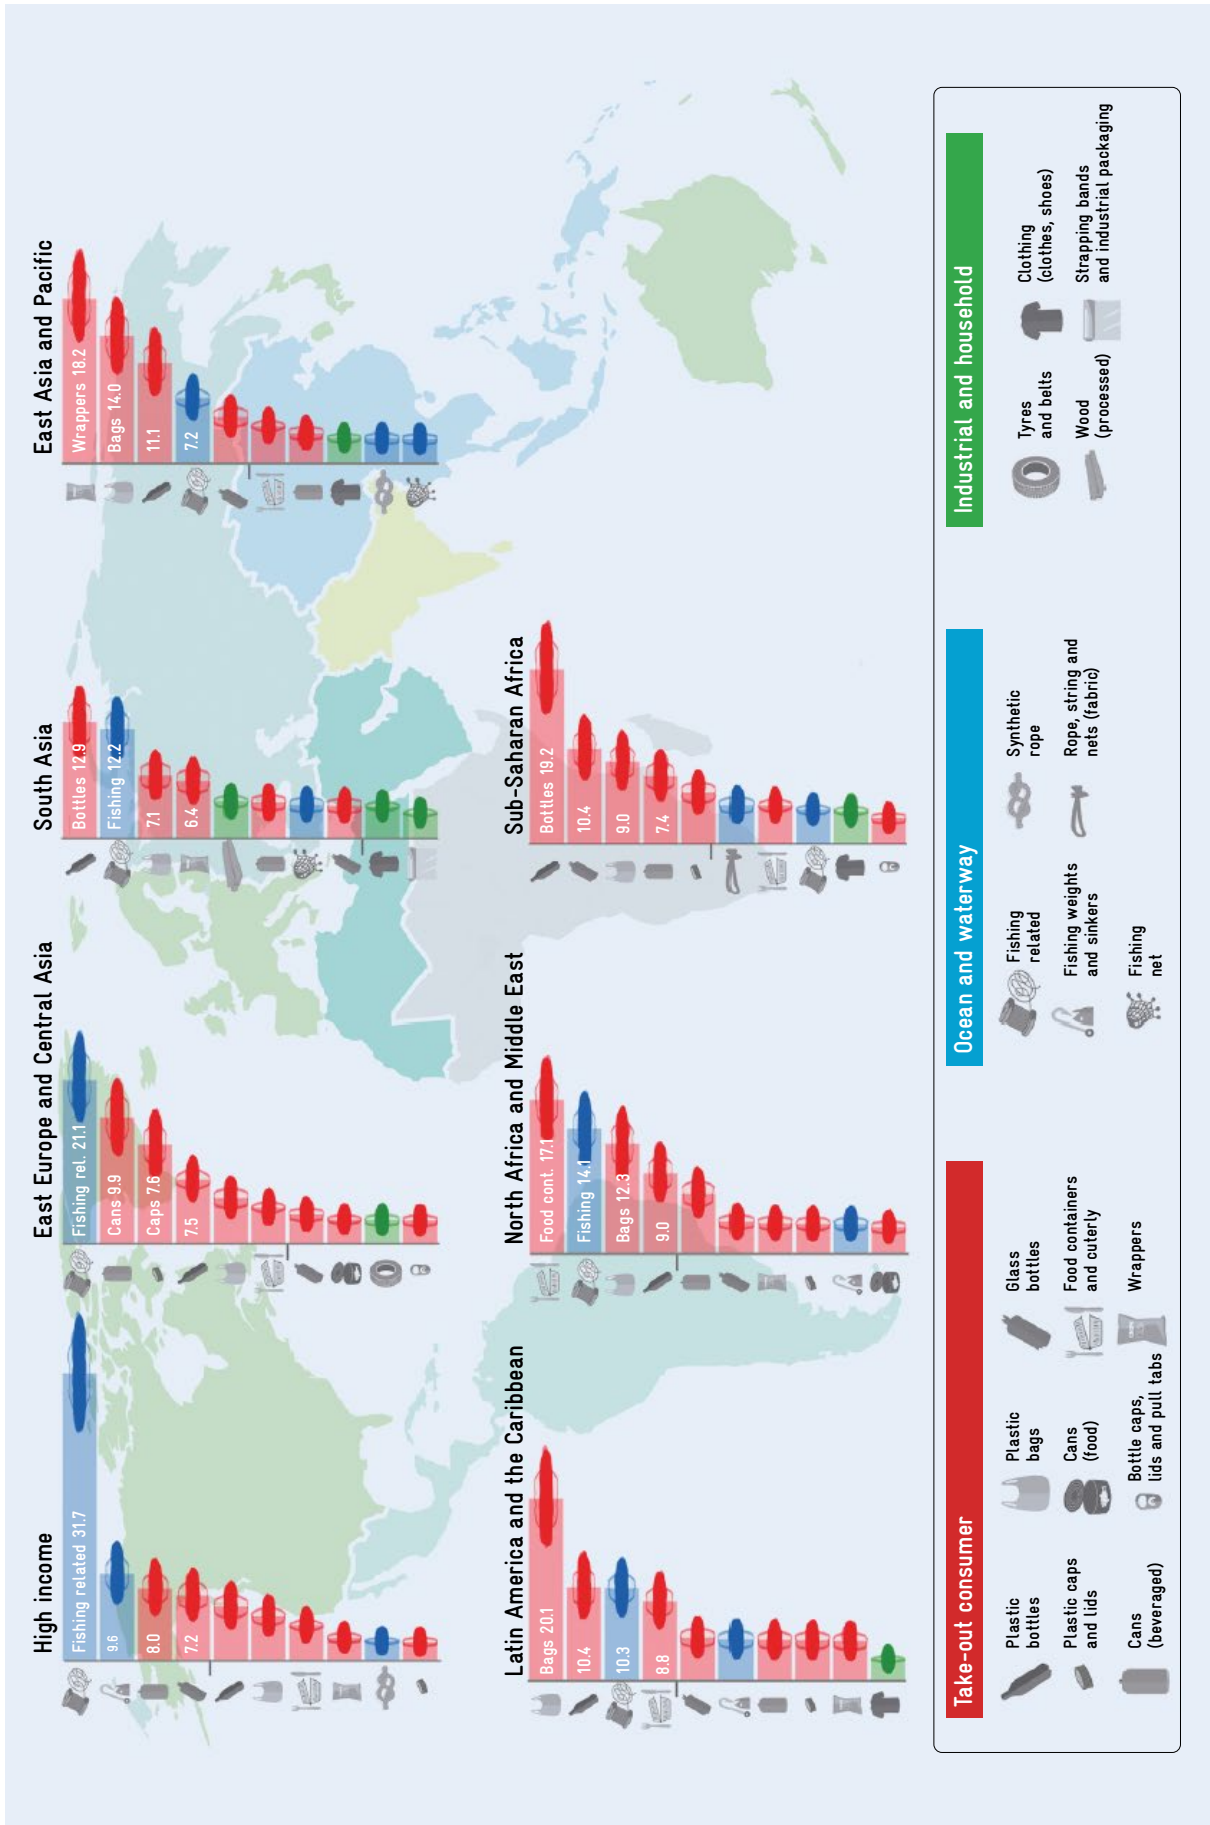 High income
Fishing related 31.7
9.6
8.0
7.2
East Europe and Central Asia
Fishing rel. 21.1
Cans 9.9
Caps 7.6
7.5
South Asia
Bottles 12.9
Fishing 12.2
7.1
6.4
East Asia and Pacific
Wrappers 18.2
Bags 14.0
11.1
7.2
Latin America and the Caribbean
Bags 20.1
10.4
10.3
8.8
North Africa and Middle East
Food cont. 17.1
Fishing 14.1
Bags 12.3
9.0
Sub-Saharan Africa
Bottles 19.2
10.4
9.0
7.4
Take-out consumer
Plastic
bottles
Plastic
bags
Glass
bottles
Plastic caps
and lids
Cans
(food)
Food containers
and cuterly
Cans
(beveraged)
Bottle caps,
lids and pull tabs
Wrappers
Ocean and waterway
Fishing
related
Synthetic
rope
Fishing weights
and sinkers
Rope, string and
nets (fabric)
Fishing
net
Industrial and household
Tyres
and belts
Clothing
(clothes, shoes)
Wood
(processed)
Strapping bands
and industrial packaging